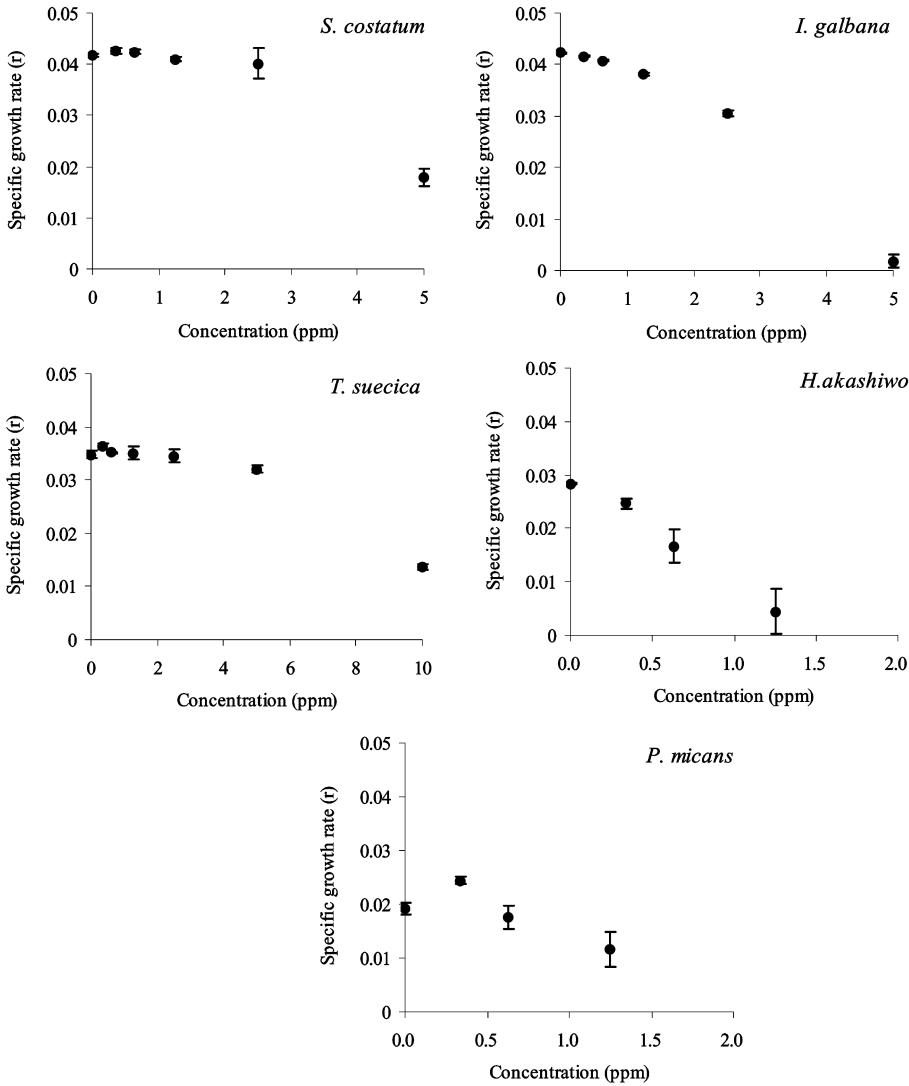 S. costatum
Specific growth rate (r)
0.05
0.04
0.03
0.02
0.01
0
0 1 2 3 4 5
Concentration (ppm)
I. galbana
Specific growth rate (r)
0.05
0.04
0.03
0.02
0.01
0
0 1 2 3 4 5
Concentration (ppm)
T. suecica
Specific growth rate (r)
0.05
0.04
0.03
0.02
0.01
0
0 2 4 6 8 10
Concentration (ppm)
H.akashiwo
Specific growth rate (r)
0.05
0.04
0.03
0.02
0.01
0
0.0 0.5 1.0 1.5 2.0
Concentration (ppm)
P. micans
Specific growth rate (r)
0.05
0.04
0.03
0.02
0.01
0
0.0 0.5 1.0 1.5 2.0
Concentration (ppm)